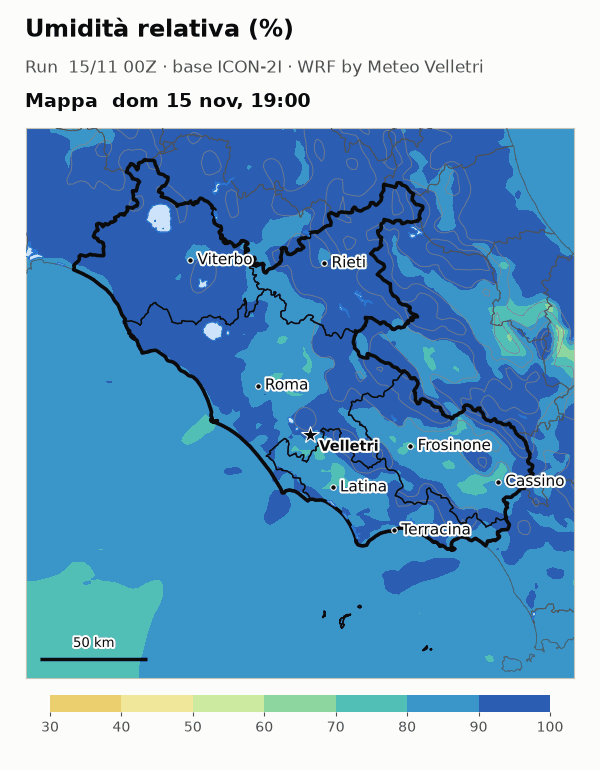 Umidità relativa (%)
Run  15/11 00Z · base ICON-2I · WRF by Meteo Velletri
Mappa  dom 15 nov, 19:00
Viterbo
Rieti
Roma
Velletri
Frosinone
Cassino
Latina
Terracina
50 km
30 40 50 60 70 80 90 100